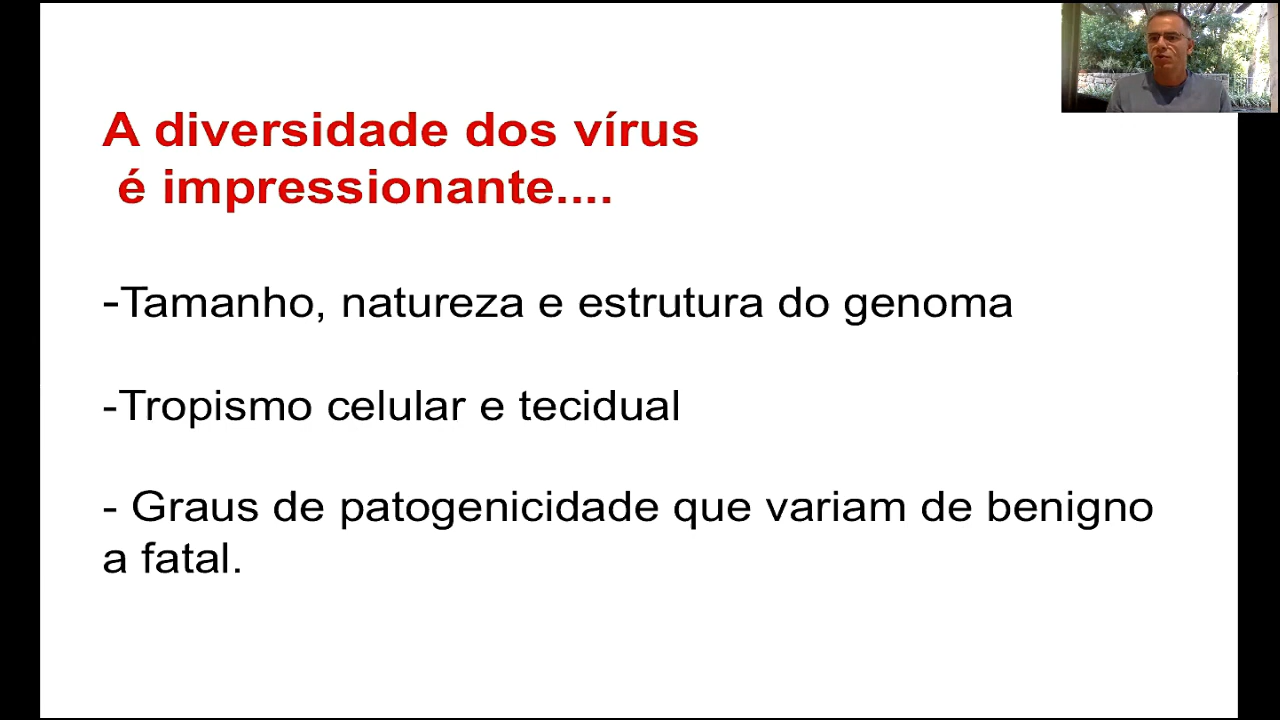 A diversidade dos vírus
é impressionante....
-Tamanho, natureza e estrutura do genoma
-Tropismo celular e tecidual
- Graus de patogenicidade que variam de benigno
a fatal.